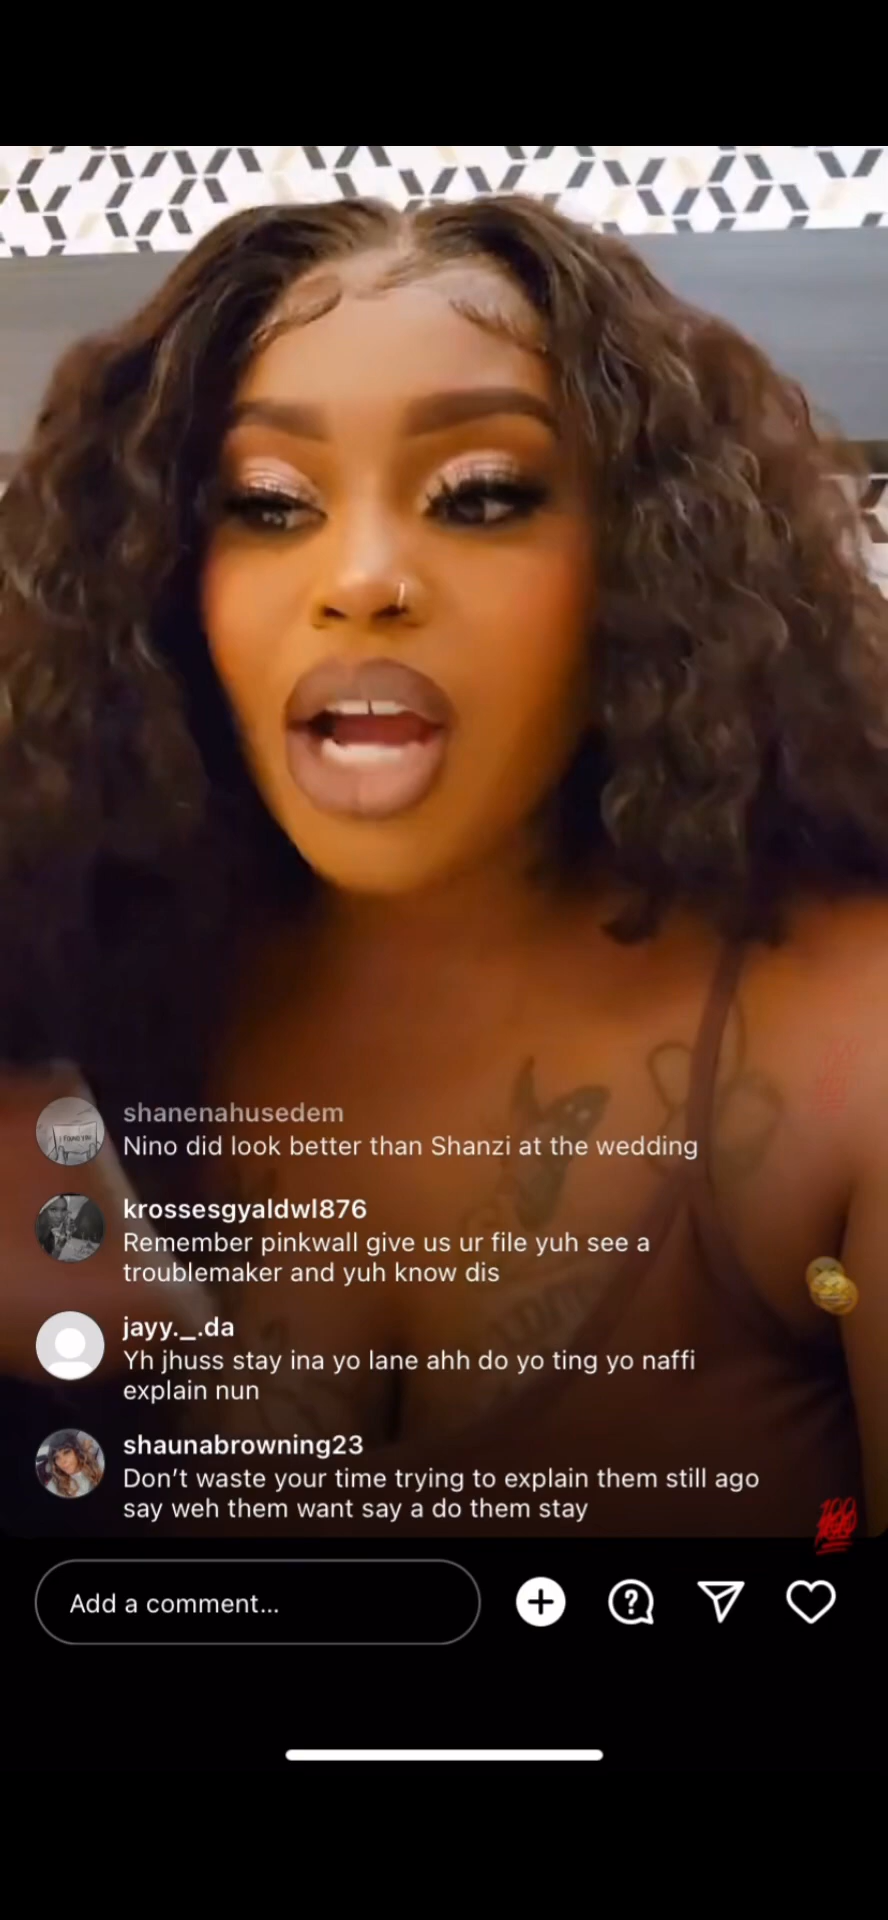 shanenahusedem
Nino did look better than Shanzi at the wedding
krossesgyaldwl876
Remember pinkwall give us ur file yuh see a
troublemaker and yuh know dis
jayy._.da
Yh jhuss stay ina yo lane ahh do yo ting yo naffi
explain nun
shaunabrowning23
Don’t waste your time trying to explain them still ago
say weh them want say a do them stay
100
Add a comment...